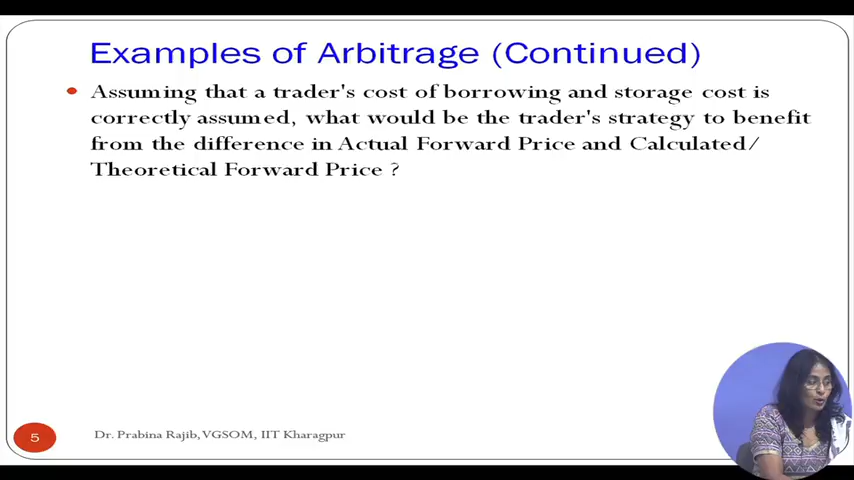 Examples of Arbitrage (Continued)
Assuming that a trader's cost of borrowing and storage cost is
correctly assumed, what would be the trader's strategy to benefit
from the difference in Actual Forward Price and Calculated/
Theoretical Forward Price ?
5
Dr. Prabina Rajib, VGSOM, IIT Kharagpur